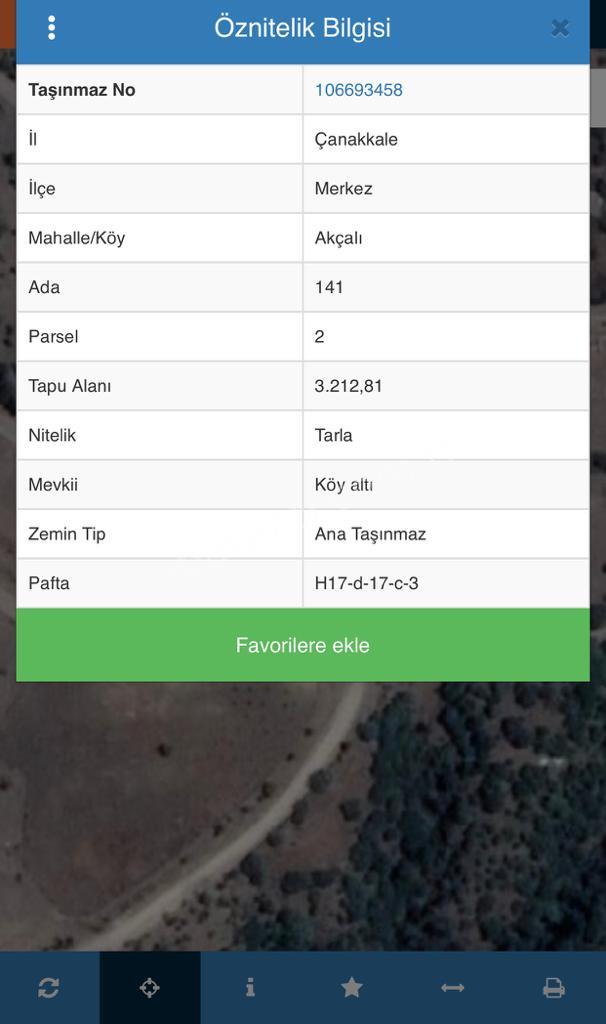 Öznitelik Bilgisi
Taşınmaz No 106693458
İl Çanakkale
İlçe Merkez
Mahalle/Köy Akçalı
Ada 141
Parsel 2
Tapu Alanı 3.212,81
Nitelik Tarla
Mevkii Köy altı
Zemin Tip Ana Taşınmaz
Pafta H17-d-17-c-3
Favorilere ekle